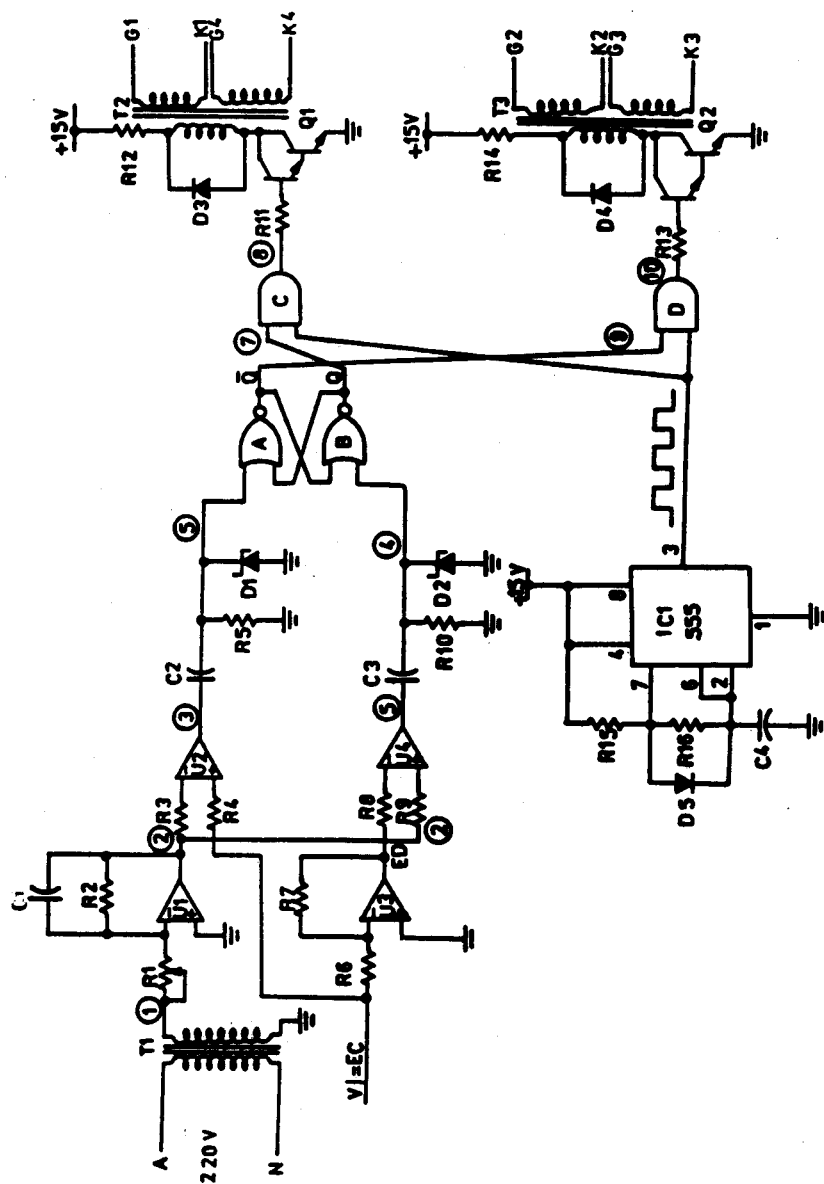 A
220V
N
T1
①
R1
C1
R2
U1
②
R3
R4
U2
③
C2
R5
D1
⑤
VI=EC
R6
R7
U3
ED
R8
R9
②
U4
⑤
C3
R10
D2
④
A
B
Q̅
Q
⑦
C
⑧
R11
D3
R12
+15V
T2
Q1
G1
K1
G4
K4
⑨
D
⑩
R13
D4
R14
+15V
T3
Q2
G2
K2
G3
K3
+15V
R15
R16
D5
C4
7
6
2
4
8
IC1
555
1
3